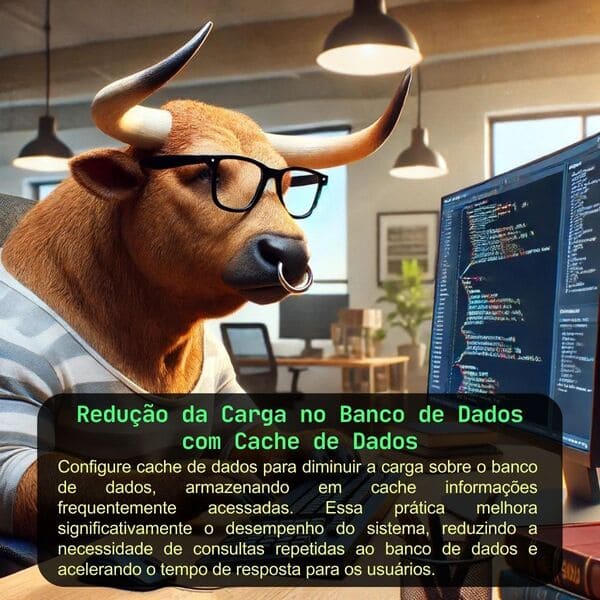 Redução da Carga no Banco de Dados
com Cache de Dados
Configure cache de dados para diminuir a carga sobre o banco
de dados, armazenando em cache informações
frequentemente acessadas. Essa prática melhora
significativamente o desempenho do sistema, reduzindo a
necessidade de consultas repetidas ao banco de dados e
acelerando o tempo de resposta para os usuários.